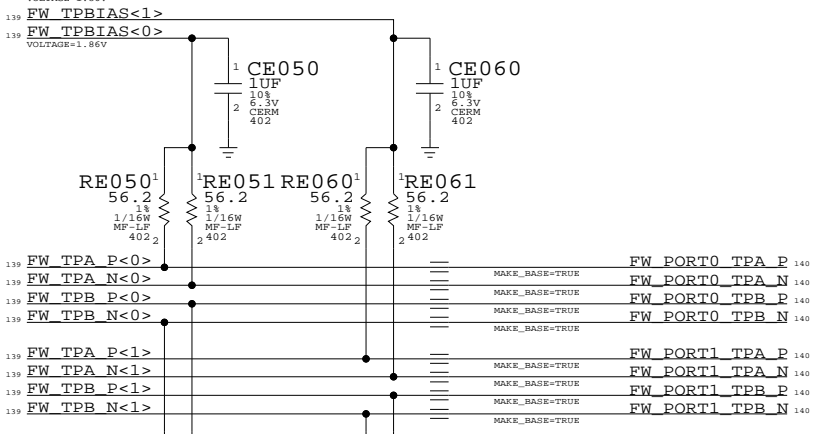 139 FW_TPBIAS<1>
139 FW_TPBIAS<0>
VOLTAGE=1.86V
1 CE050
1UF
10%
6.3V
2 CERM
402
1 CE060
1UF
10%
6.3V
2 CERM
402
RE050 1
56.2
1%
1/16W
MF-LF
402 2
1 RE051
56.2
1%
1/16W
MF-LF
2 402
RE060 1
56.2
1%
1/16W
MF-LF
402 2
1 RE061
56.2
1%
1/16W
MF-LF
2 402
139 FW_TPA_P<0> FW_PORT0_TPA_P 140
MAKE_BASE=TRUE
139 FW_TPA_N<0> FW_PORT0_TPA_N 140
MAKE_BASE=TRUE
139 FW_TPB_P<0> FW_PORT0_TPB_P 140
MAKE_BASE=TRUE
139 FW_TPB_N<0> FW_PORT0_TPB_N 140
MAKE_BASE=TRUE
139 FW_TPA_P<1> FW_PORT1_TPA_P 140
MAKE_BASE=TRUE
139 FW_TPA_N<1> FW_PORT1_TPA_N 140
MAKE_BASE=TRUE
139 FW_TPB_P<1> FW_PORT1_TPB_P 140
MAKE_BASE=TRUE
139 FW_TPB_N<1> FW_PORT1_TPB_N 140
MAKE_BASE=TRUE